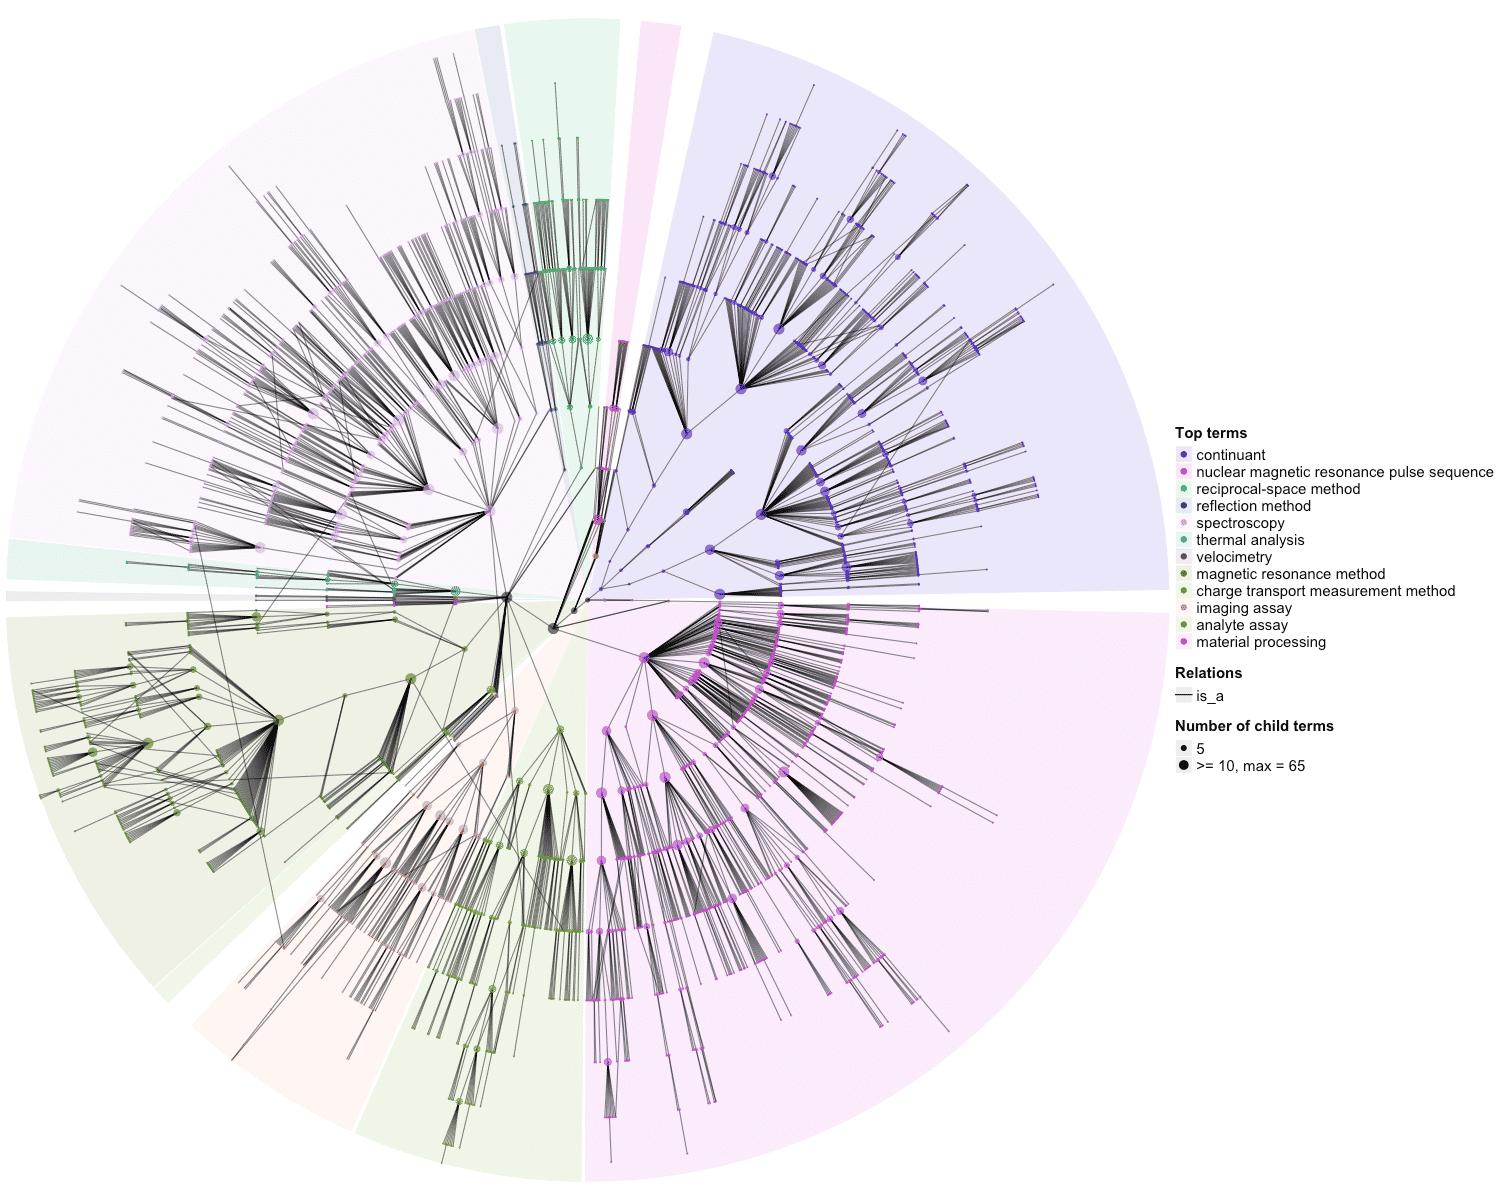 Top terms
continuant
nuclear magnetic resonance pulse sequence
reciprocal-space method
reflection method
spectroscopy
thermal analysis
velocimetry
magnetic resonance method
charge transport measurement method
imaging assay
analyte assay
material processing
Relations
is_a
Number of child terms
5
>= 10, max = 65